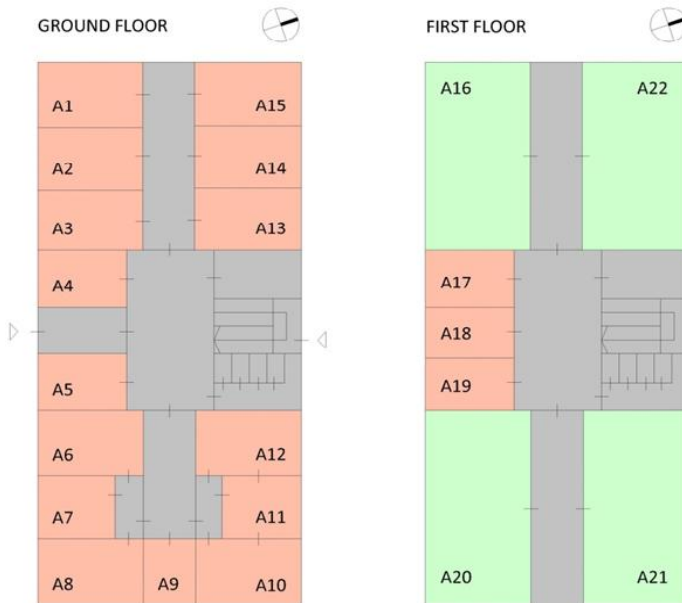 GROUND FLOOR
A1 A15
A2 A14
A3 A13
A4
A5
A6 A12
A7 A11
A8 A9 A10
FIRST FLOOR
A16 A22
A17
A18
A19
A20 A21